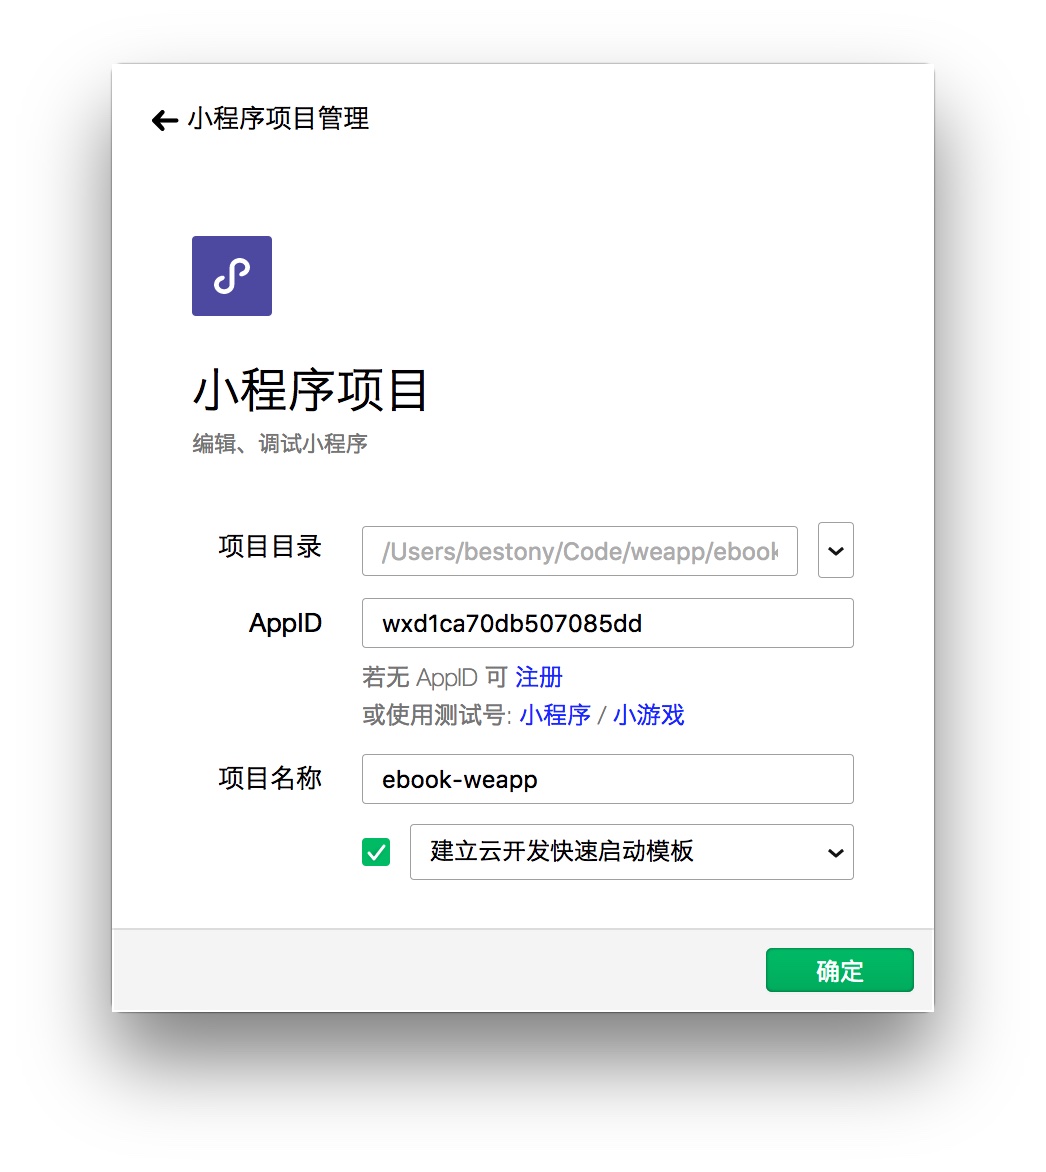 小程序项目管理
小程序项目
编辑、调试小程序
项目目录 /Users/bestony/Code/weapp/ebook
AppID wxd1ca70db507085dd
若无 AppID 可 注册
或使用测试号: 小程序 / 小游戏
项目名称 ebook-weapp
建立云开发快速启动模板
确定